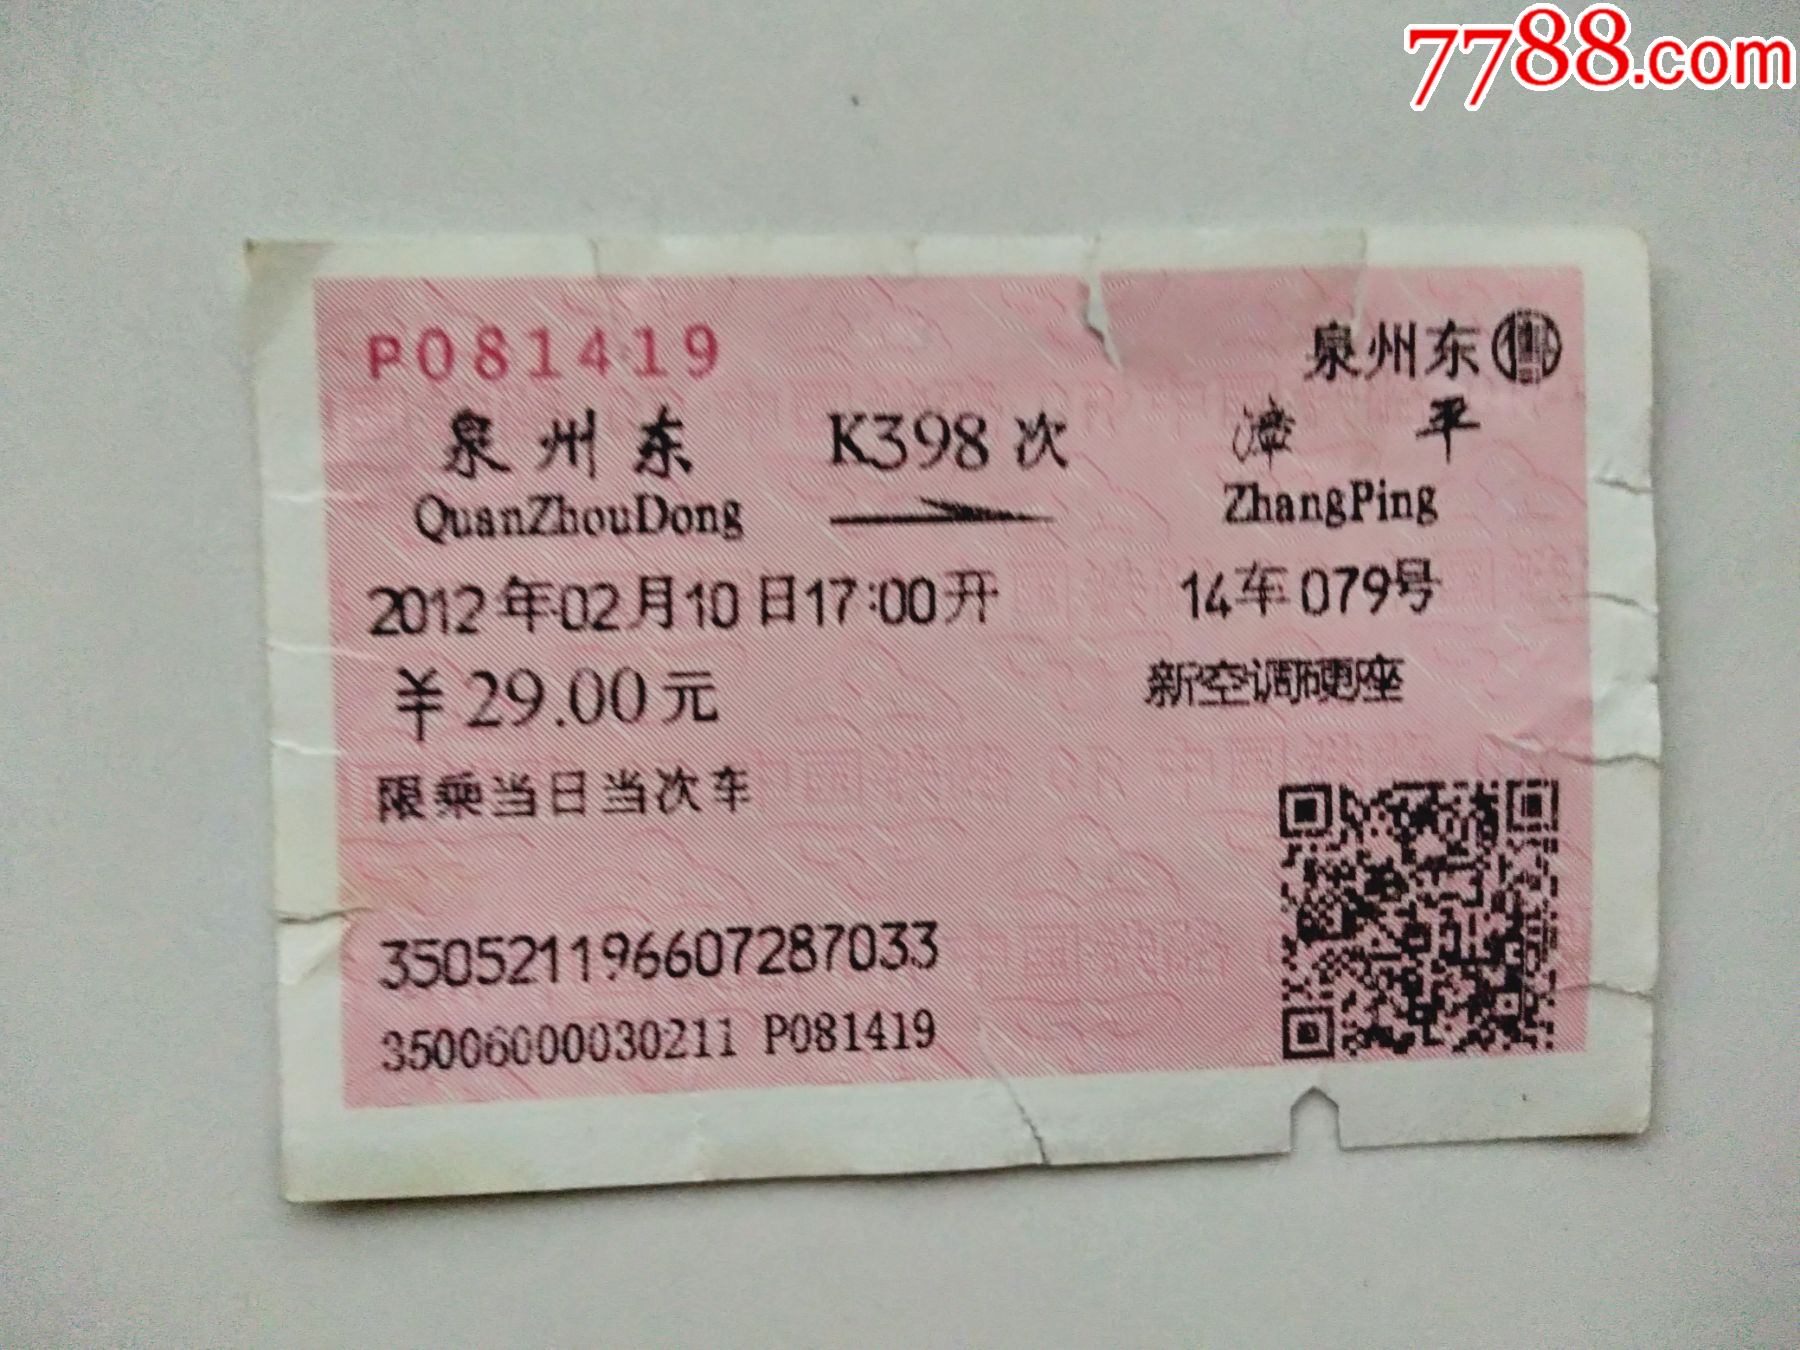 7788.com
P081419
泉州东售
泉州东 K398次 漳平
QuanZhouDong ZhangPing
2012年02月10日17:00开 14车079号
¥29.00元 新空调硬座
限乘当日当次车
350521196607287033
35006000030211 P081419